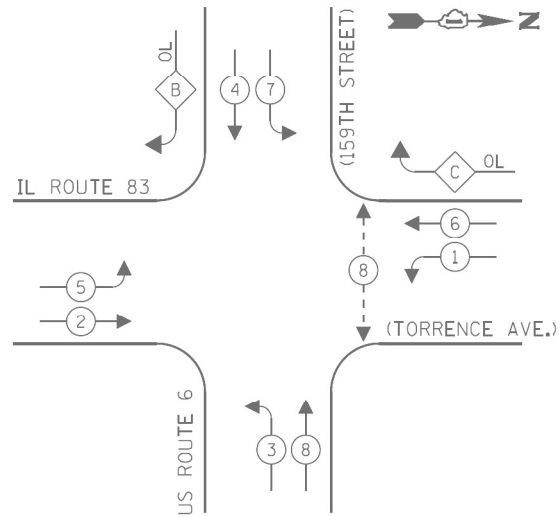 N
OL
B
4
7
(159TH STREET)
C
OL
IL ROUTE 83
6
1
5
8
2
(TORRENCE AVE.)
US ROUTE 6
3
8